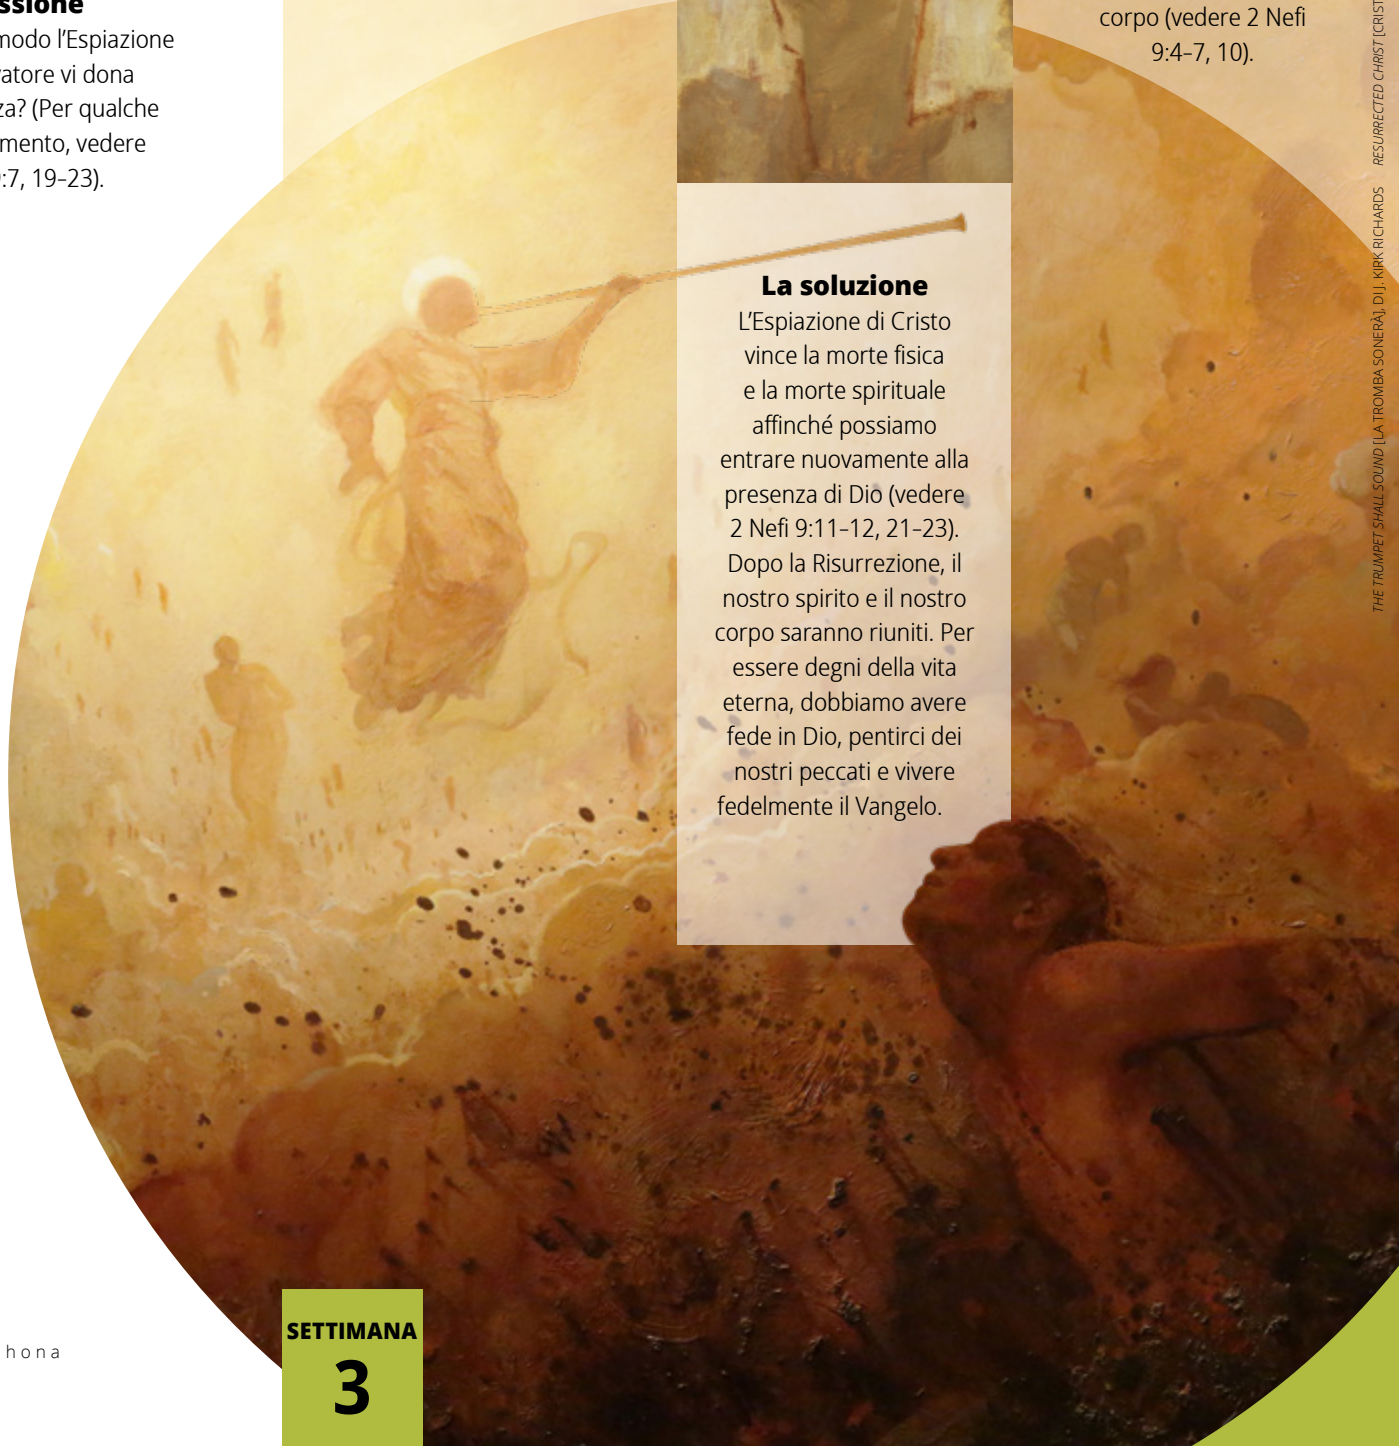 ssione
modo l’Espiazione
vatore vi dona
za? (Per qualche
mento, vedere
9:7, 19–23).
corpo (vedere 2 Nefi
9:4–7, 10).
La soluzione
L’Espiazione di Cristo
vince la morte fisica
e la morte spirituale
affinché possiamo
entrare nuovamente alla
presenza di Dio (vedere
2 Nefi 9:11–12, 21–23).
Dopo la Risurrezione, il
nostro spirito e il nostro
corpo saranno riuniti. Per
essere degni della vita
eterna, dobbiamo avere
fede in Dio, pentirci dei
nostri peccati e vivere
fedelmente il Vangelo.
THE TRUMPET SHALL SOUND [LA TROMBA SONERÀ], DI J. KIRK RICHARDS RESURRECTED CHRIST [CRIST
hona
SETTIMANA
3